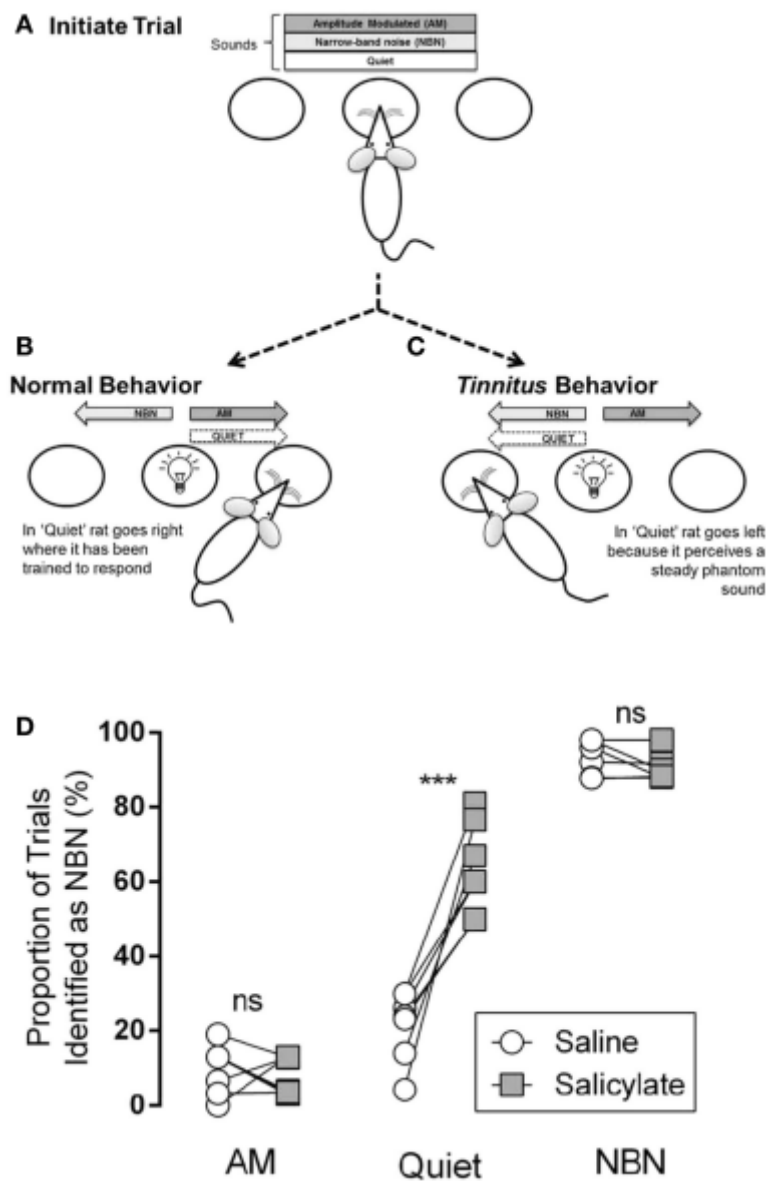 A Initiate Trial
Sounds
Amplitude Modulated (AM)
Narrow-band noise (NBN)
Quiet
B
Normal Behavior
NBN AM
QUIET
In 'Quiet' rat goes right
where it has been
trained to respond
C
Tinnitus Behavior
NBN AM
QUIET
In 'Quiet' rat goes left
because it perceives a
steady phantom
sound
D
Proportion of Trials
Identified as NBN (%)
100
80
60
40
20
0
ns
***
ns
Saline
Salicylate
AM Quiet NBN